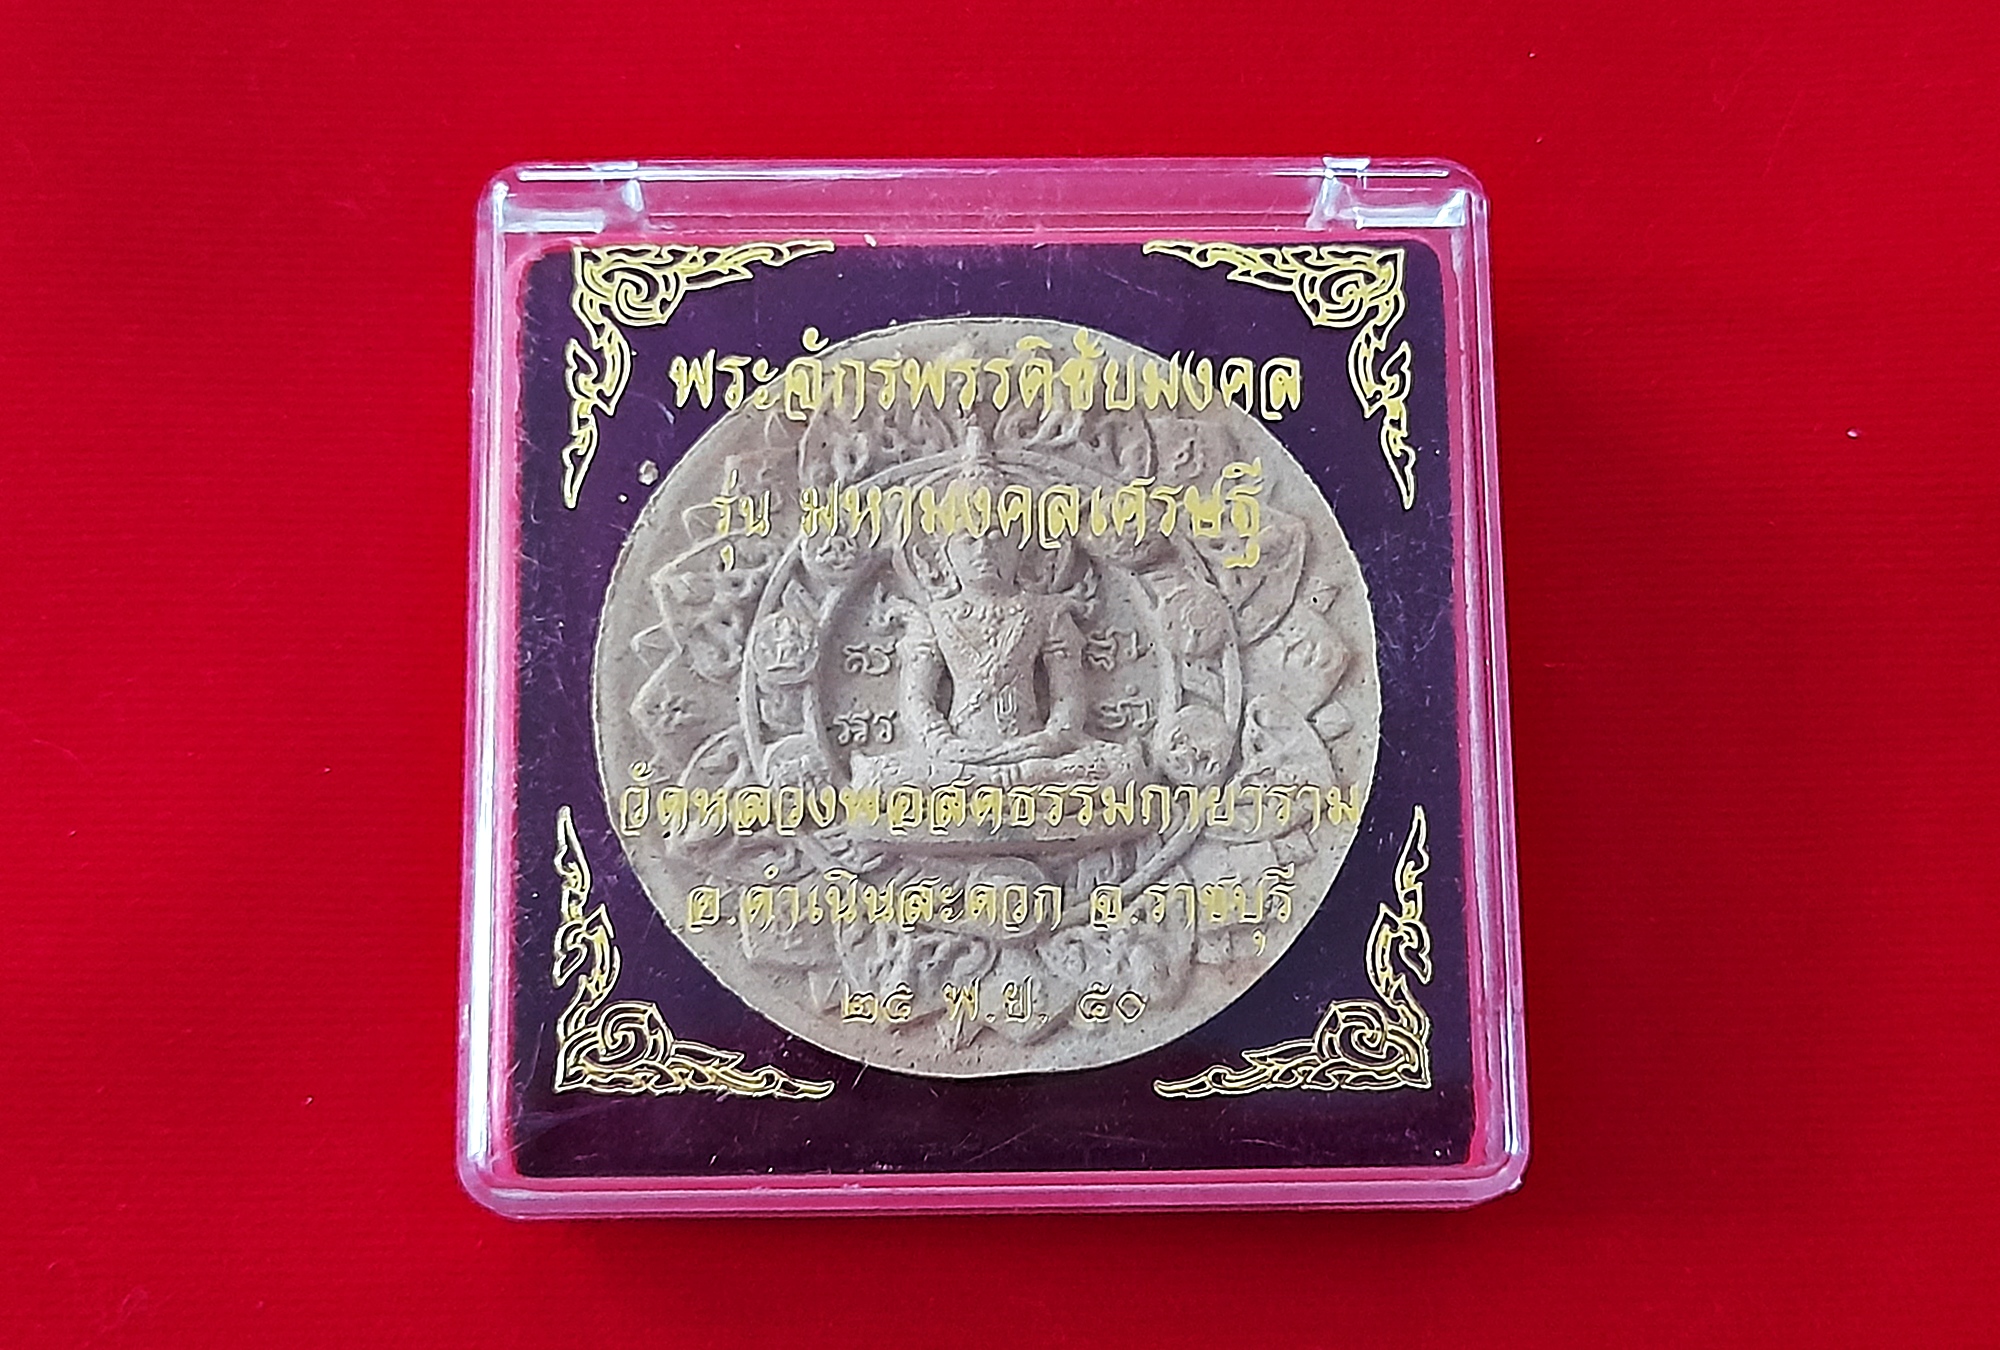 พระจักรพรรดิชัยมงคล
รุ่น มหามงคลเศรษฐี
วัดหลวงพ่อสดธรรมกายาราม
อ.ดำเนินสะดวก จ.ราชบุรี
๒๕ พ.ย. ๕๐